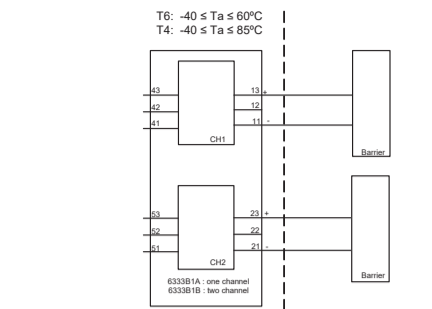 T6: -40 ≤ Ta ≤ 60ºC
T4: -40 ≤ Ta ≤ 85ºC
43
13 +
42
12
41
11 -
CH1
Barrier
53
23 +
52
22
51
21 -
CH2
Barrier
6333B1A : one channel
6333B1B : two channel